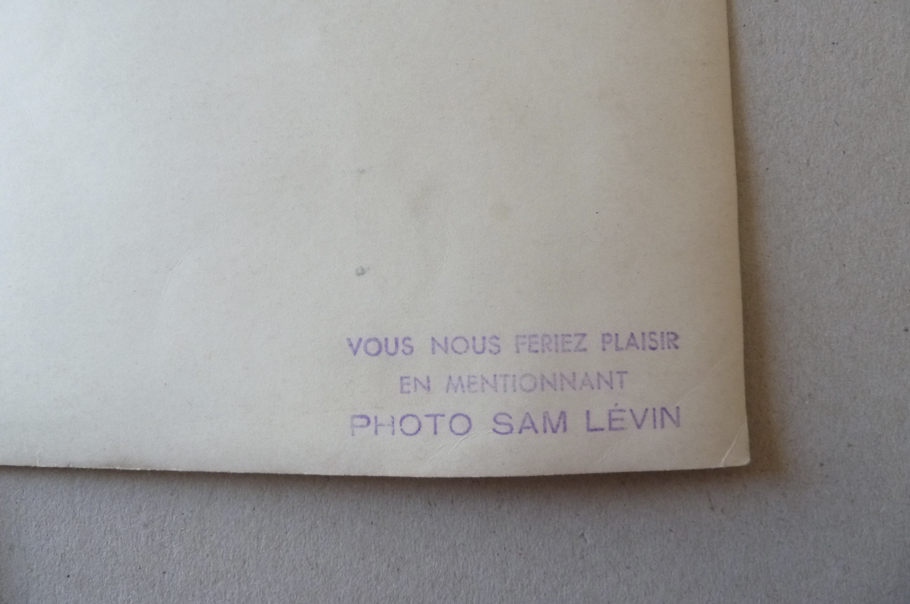 VOUS NOUS FERIEZ PLAISIR
EN MENTIONNANT
PHOTO SAM LÉVIN